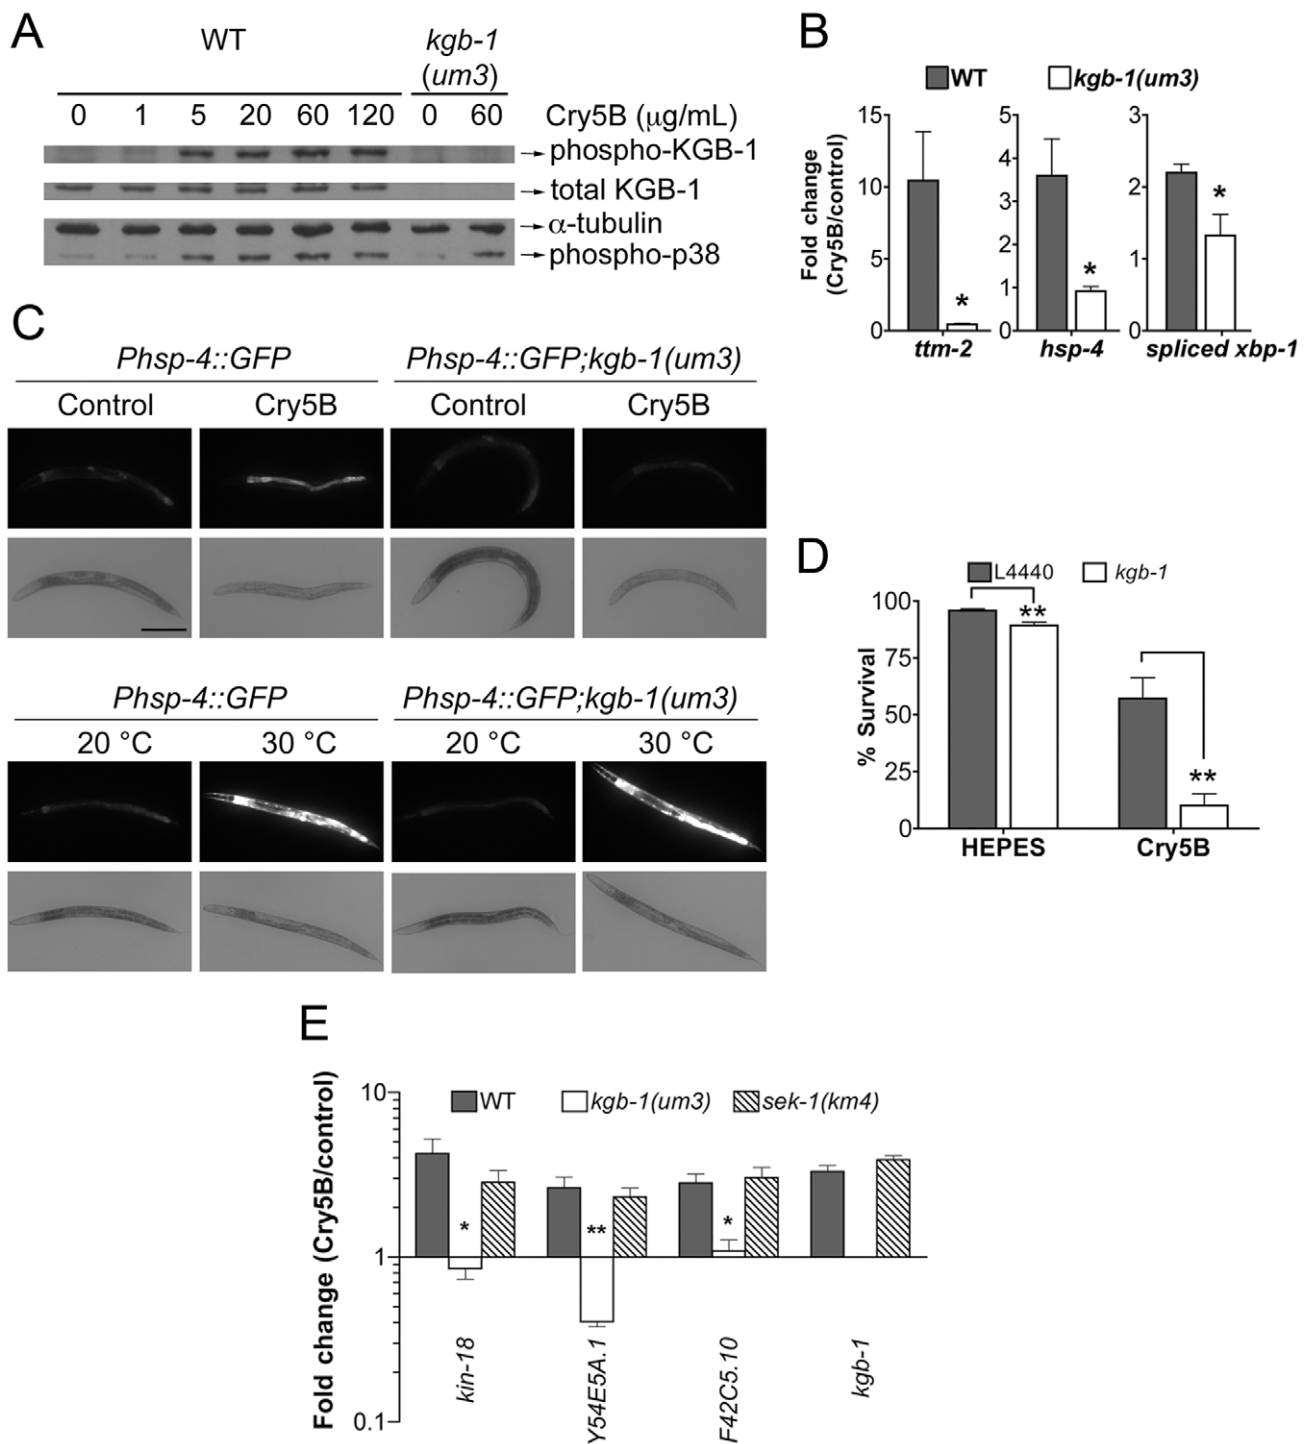 A
WT
kgb-1
(um3)
0 1 5 20 60 120 0 60 Cry5B (μg/mL)
phospho-KGB-1
total KGB-1
α-tubulin
phospho-p38
B
WT kgb-1(um3)
Fold change
(Cry5B/control)
15
10
5
0
ttm-2
5
4
3
2
1
0
*
*
hsp-4
3
2
1
0
*
spliced xbp-1
C
Phsp-4::GFP Phsp-4::GFP;kgb-1(um3)
Control Cry5B Control Cry5B
Phsp-4::GFP Phsp-4::GFP;kgb-1(um3)
20 °C 30 °C 20 °C 30 °C
D
L4440 kgb-1
% Survival
100
75
50
25
0
**
**
HEPES Cry5B
E
Fold change (Cry5B/control)
WT kgb-1(um3) sek-1(km4)
10
1
0.1
* ** *
kin-18
Y54E5A.1
F42C5.10
kgb-1